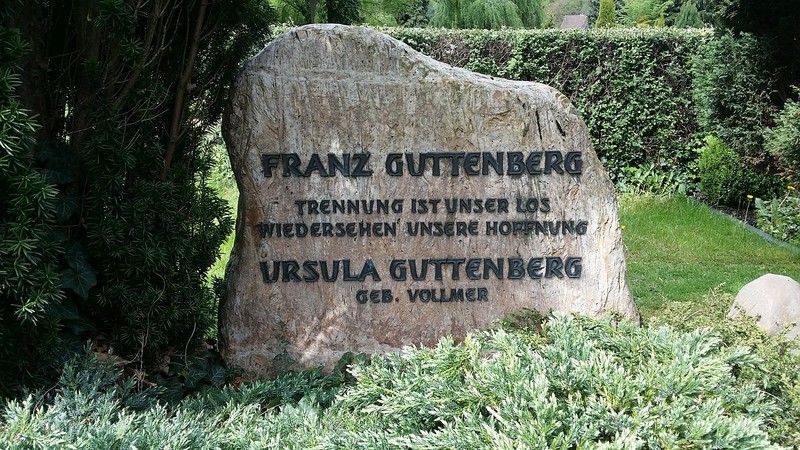 FRANZ GUTTENBERG
TRENNUNG IST UNSER LOS
WIEDERSEHEN' UNSERE HOFFNUNG
URSULA GUTTENBERG
GEB. VOLLMER